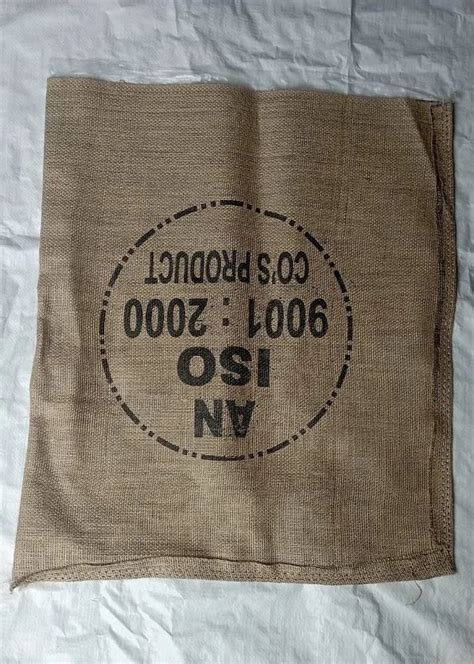 AN
ISO
9001 : 2000
CO'S PRODUCT